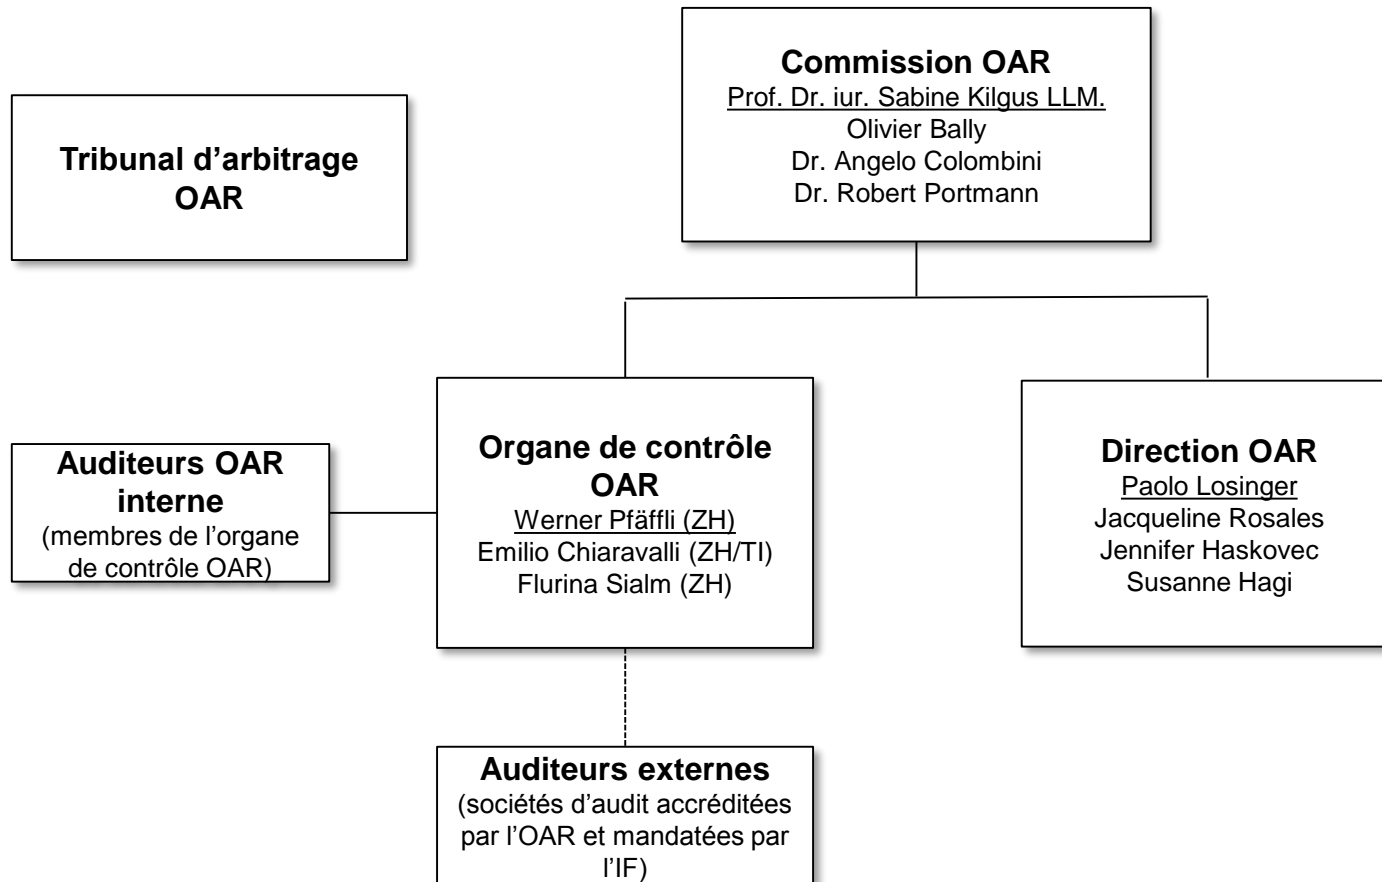 Commission OAR
Prof. Dr. iur. Sabine Kilgus LLM.
Olivier Bally
Dr. Angelo Colombini
Dr. Robert Portmann
Tribunal d’arbitrage
OAR
Organe de contrôle
OAR
Werner Pfäffli (ZH)
Emilio Chiaravalli (ZH/TI)
Flurina Sialm (ZH)
Direction OAR
Paolo Losinger
Jacqueline Rosales
Jennifer Haskovec
Susanne Hagi
Auditeurs OAR
interne
(membres de l’organe
de contrôle OAR)
Auditeurs externes
(sociétés d’audit accréditées
par l’OAR et mandatées par
l’IF)